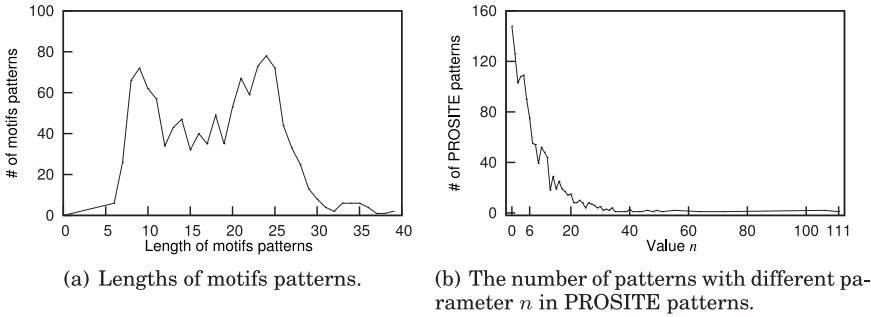 100
80
60
40
20
0
# of motifs patterns
0 5 10 15 20 25 30 35 40
Length of motifs patterns
(a) Lengths of motifs patterns.
160
120
80
40
0
# of PROSITE patterns
0 6 20 40 60 80 100 111
Value n
(b) The number of patterns with different pa-
rameter n in PROSITE patterns.